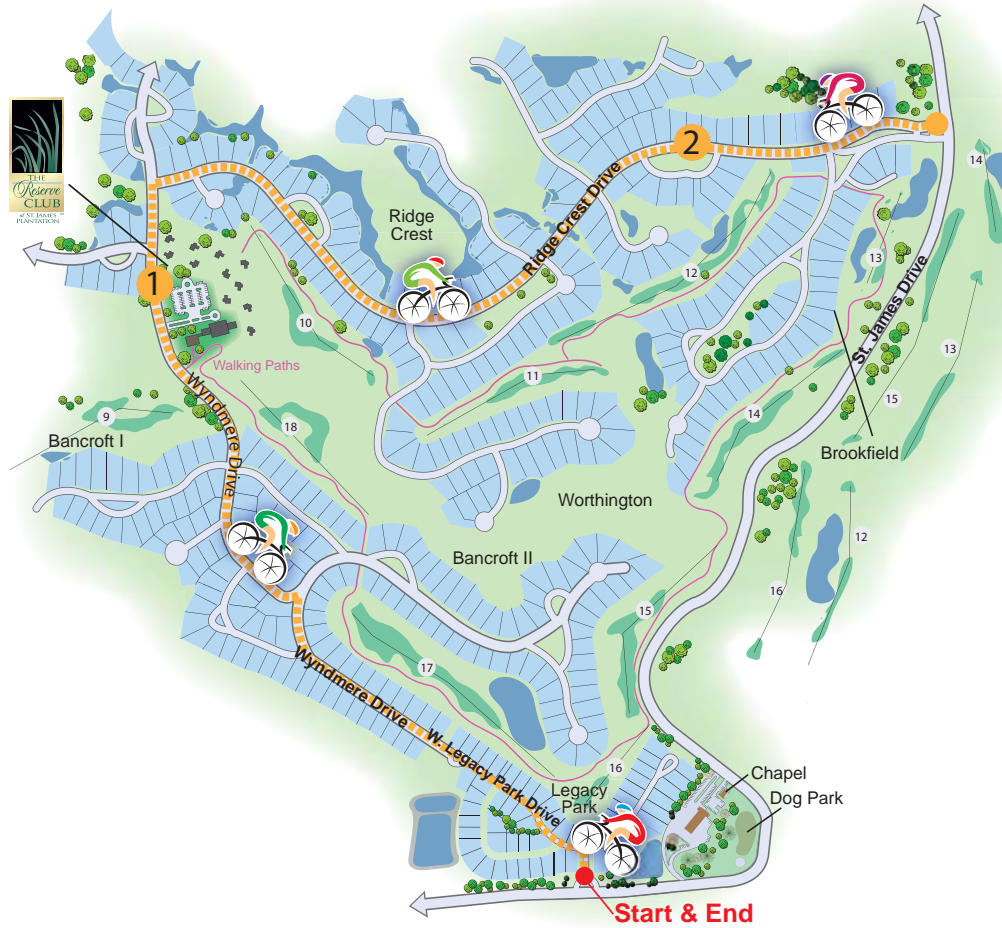 14
2
THE
Reserve
CLUB
of ST. JAMES
PLANTATION
Ridge
Crest
Ridge Crest Drive
12
13
1
10
St. James Drive
13
Walking Paths
11
15
9
18
14
Bancroft I
Wyndmere Drive
Brookfield
Worthington
12
Bancroft II
16
15
17
Wyndmere Drive
W. Legacy Park Drive
16
Legacy
Park
Chapel
Dog Park
Start & End